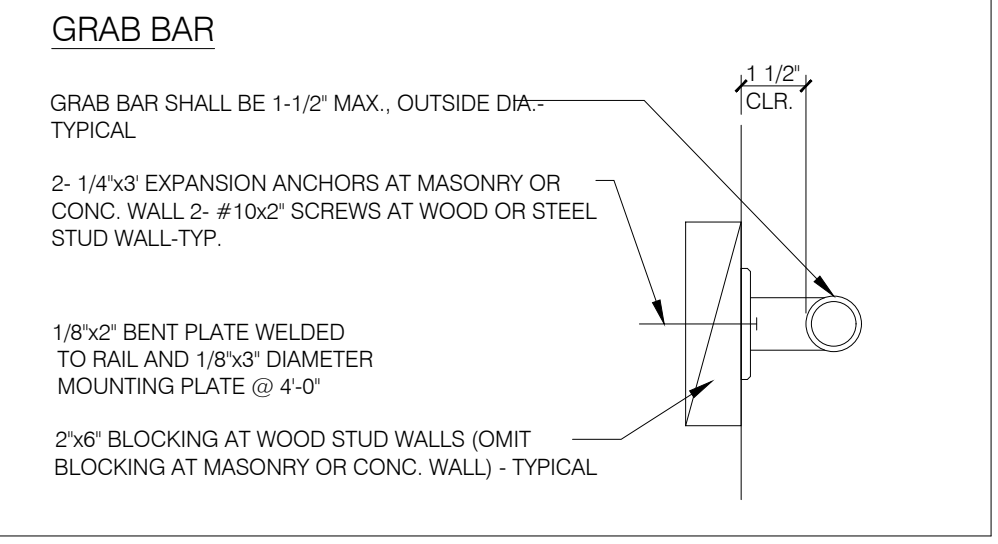 GRAB BAR
1 1/2"
CLR.
GRAB BAR SHALL BE 1-1/2" MAX., OUTSIDE DIA.-
TYPICAL
2- 1/4"x3' EXPANSION ANCHORS AT MASONRY OR
CONC. WALL 2- #10x2" SCREWS AT WOOD OR STEEL
STUD WALL-TYP.
1/8"x2" BENT PLATE WELDED
TO RAIL AND 1/8"x3" DIAMETER
MOUNTING PLATE @ 4'-0"
2"x6" BLOCKING AT WOOD STUD WALLS (OMIT
BLOCKING AT MASONRY OR CONC. WALL) - TYPICAL